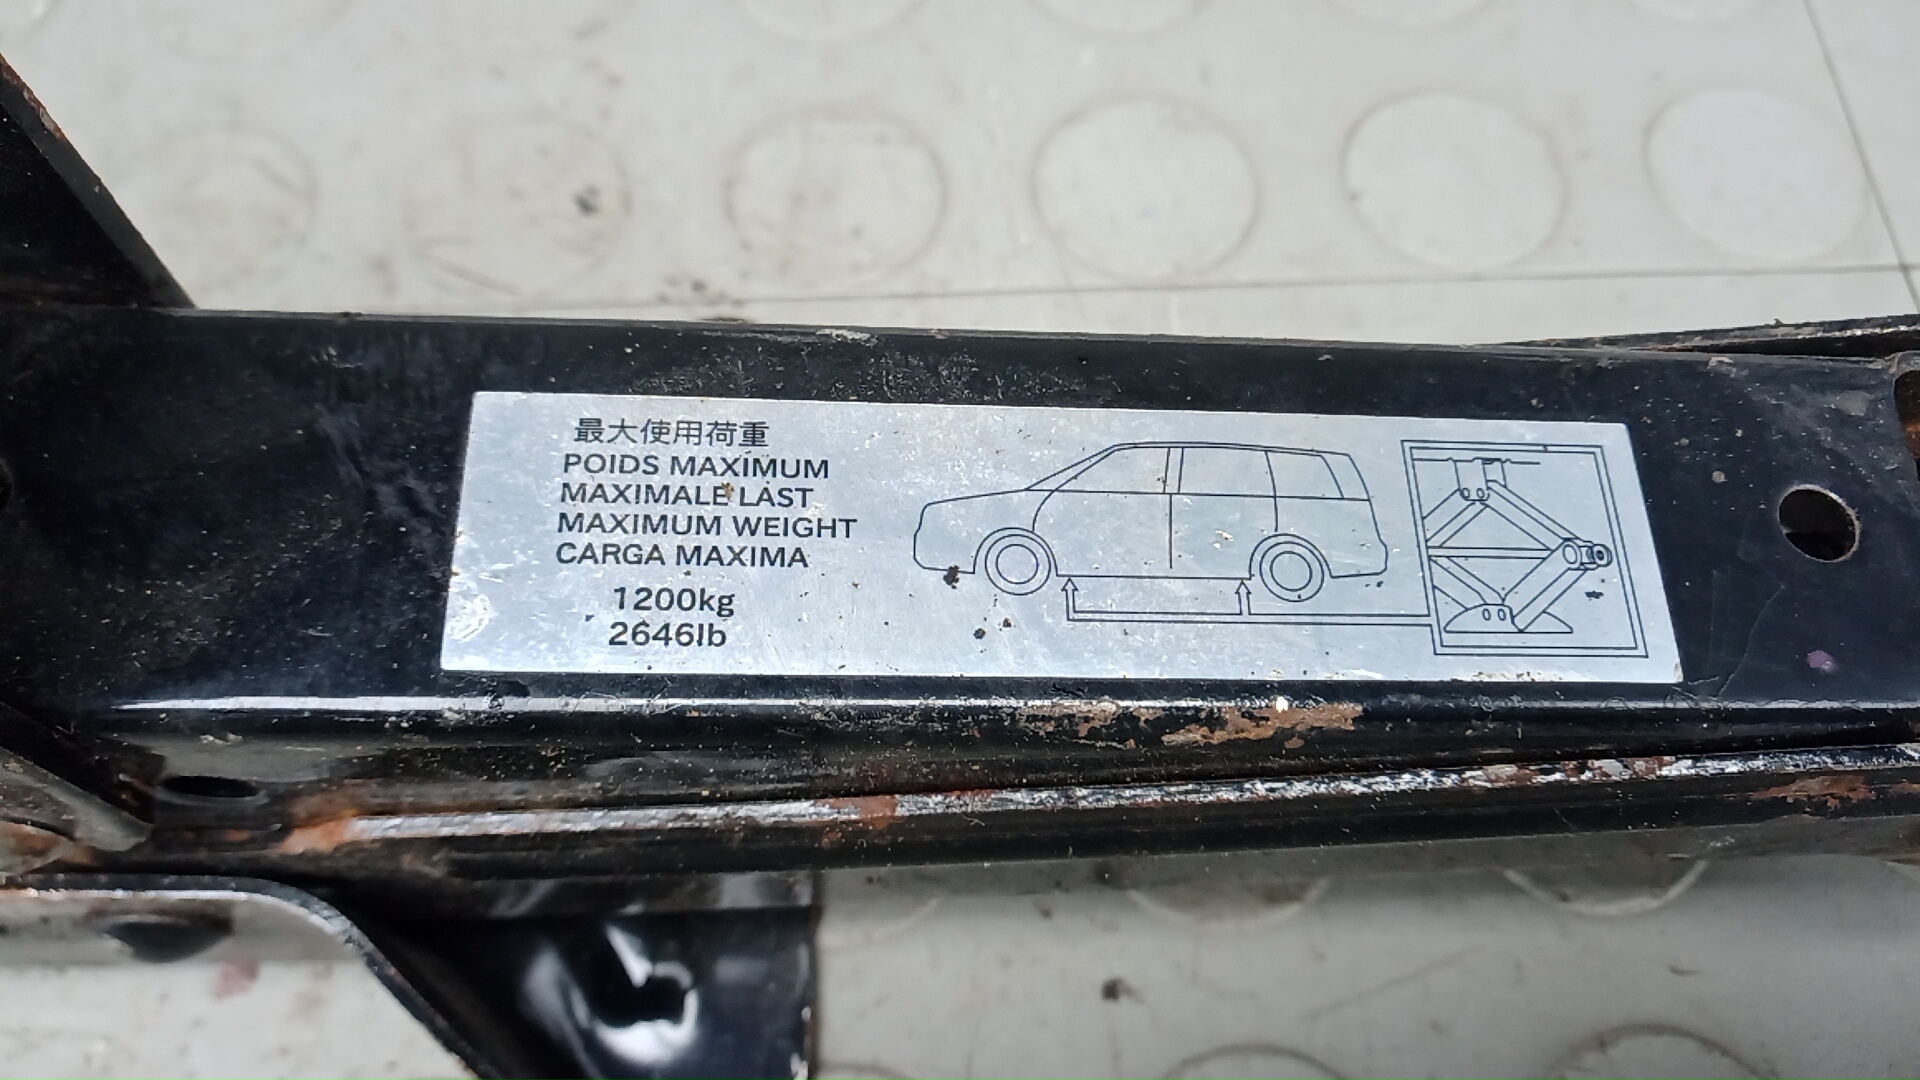 最大使用荷重
POIDS MAXIMUM
MAXIMALE LAST
MAXIMUM WEIGHT
CARGA MAXIMA
1200kg
2646lb